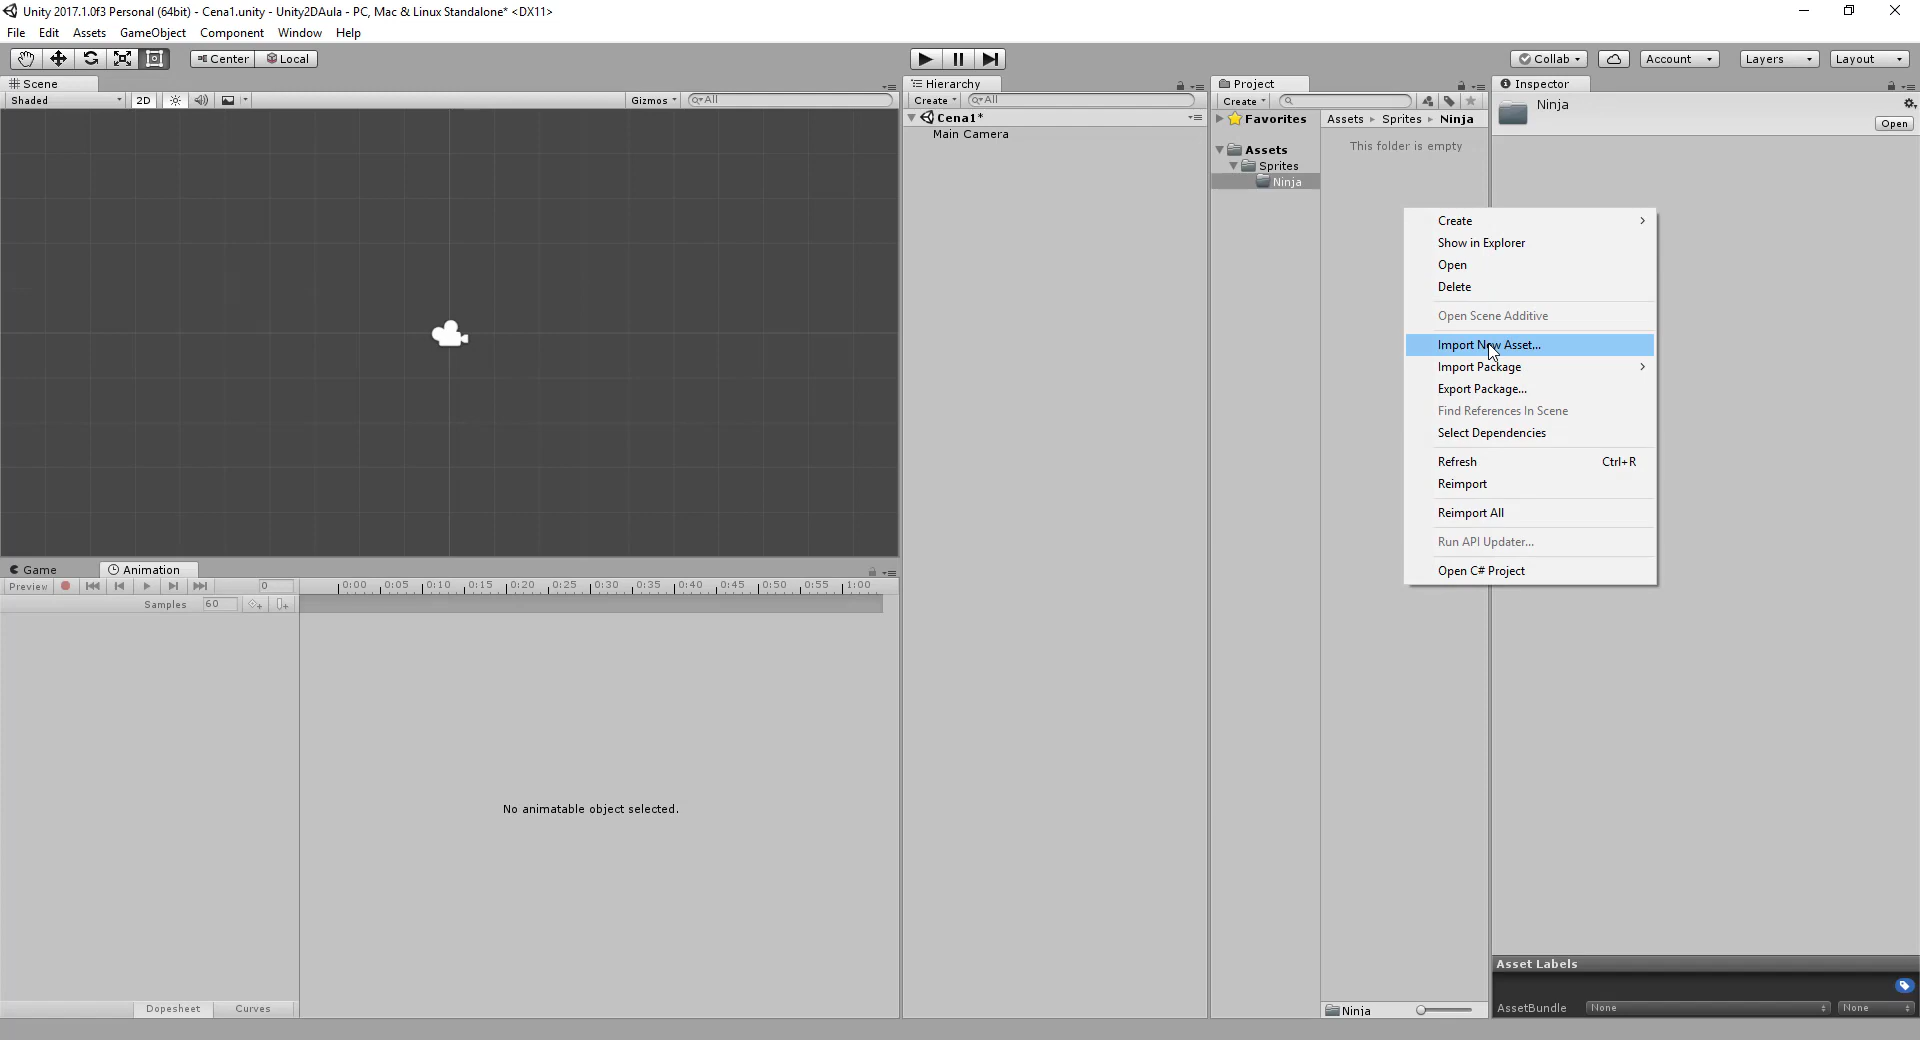 Unity 2017.1.0f3 Personal (64bit) - Cena1.unity - Unity2DAula - PC, Mac & Linux Standalone* <DX11>
File Edit Assets GameObject Component Window Help
Center Local Collab Account Layers Layout
Scene
Shaded 2D Gizmos All
Hierarchy
Create All
Cena1*
Main Camera
Project
Create
Favorites
Assets
Sprites
Ninja
Assets Sprites Ninja
This folder is empty
Ninja
Inspector
Ninja
Open
Create
Show in Explorer
Open
Delete
Open Scene Additive
Import New Asset...
Import Package
Export Package...
Find References In Scene
Select Dependencies
Refresh Ctrl+R
Reimport
Reimport All
Run API Updater...
Open C# Project
Game Animation
Preview 0 0:00 0:05 0:10 0:15 0:20 0:25 0:30 0:35 0:40 0:45 0:50 0:55 1:00
Samples 60
No animatable object selected.
Dopesheet Curves
Asset Labels
AssetBundle None None